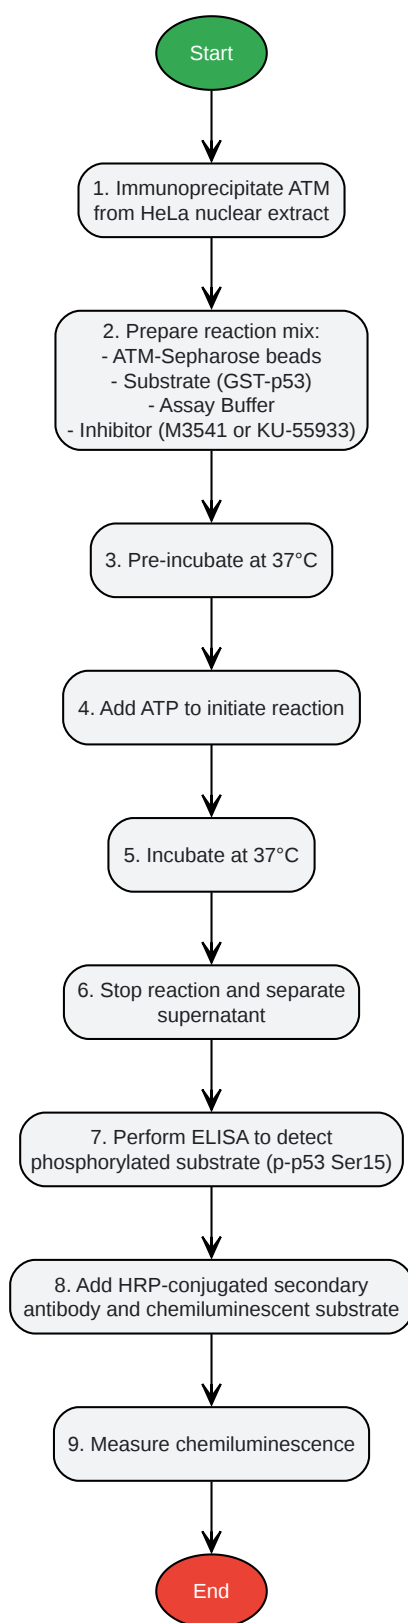 Start
1. Immunoprecipitate ATM
from HeLa nuclear extract
2. Prepare reaction mix:
- ATM-Sepharose beads
- Substrate (GST-p53)
- Assay Buffer
- Inhibitor (M3541 or KU-55933)
3. Pre-incubate at 37°C
4. Add ATP to initiate reaction
5. Incubate at 37°C
6. Stop reaction and separate
supernatant
7. Perform ELISA to detect
phosphorylated substrate (p-p53 Ser15)
8. Add HRP-conjugated secondary
antibody and chemiluminescent substrate
9. Measure chemiluminescence
End